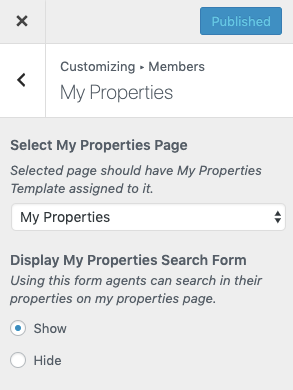 Published
Customizing ▸ Members
My Properties
Select My Properties Page
Selected page should have My Properties
Template assigned to it.
My Properties
Display My Properties Search Form
Using this form agents can search in their
properties on my properties page.
Show
Hide